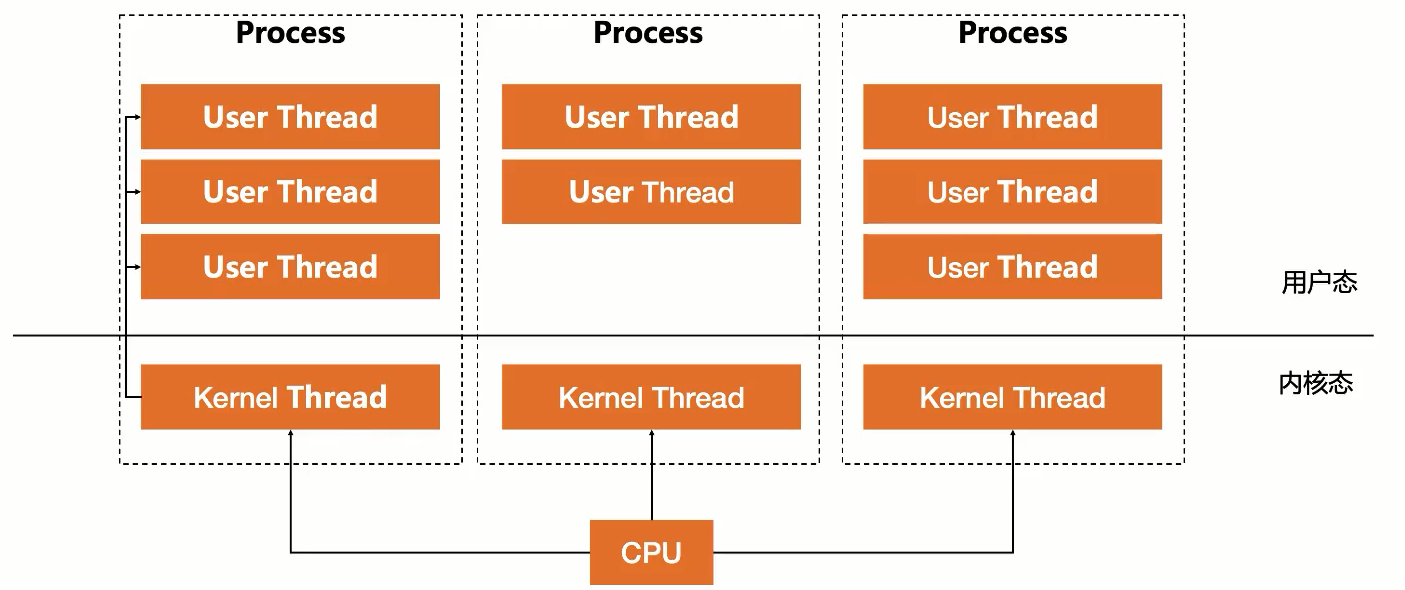 Process
Process
Process
User Thread
User Thread
User Thread
User Thread
User Thread
User Thread
User Thread
User Thread
用户态
内核态
Kernel Thread
Kernel Thread
Kernel Thread
CPU